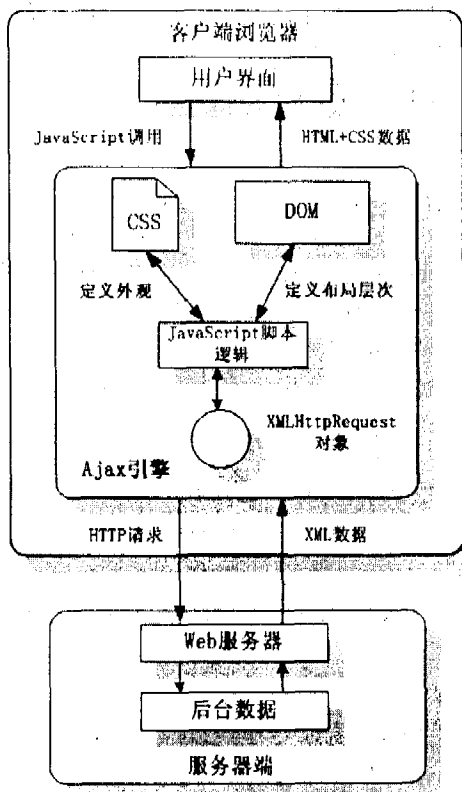 客户端浏览器
用户界面
JavaScript调用
HTML+CSS数据
CSS
DOM
定义外观
定义布局层次
JavaScript脚本
逻辑
XMLHttpRequest
对象
Ajax引擎
HTTP请求
XML数据
Web服务器
后台数据
服务器端